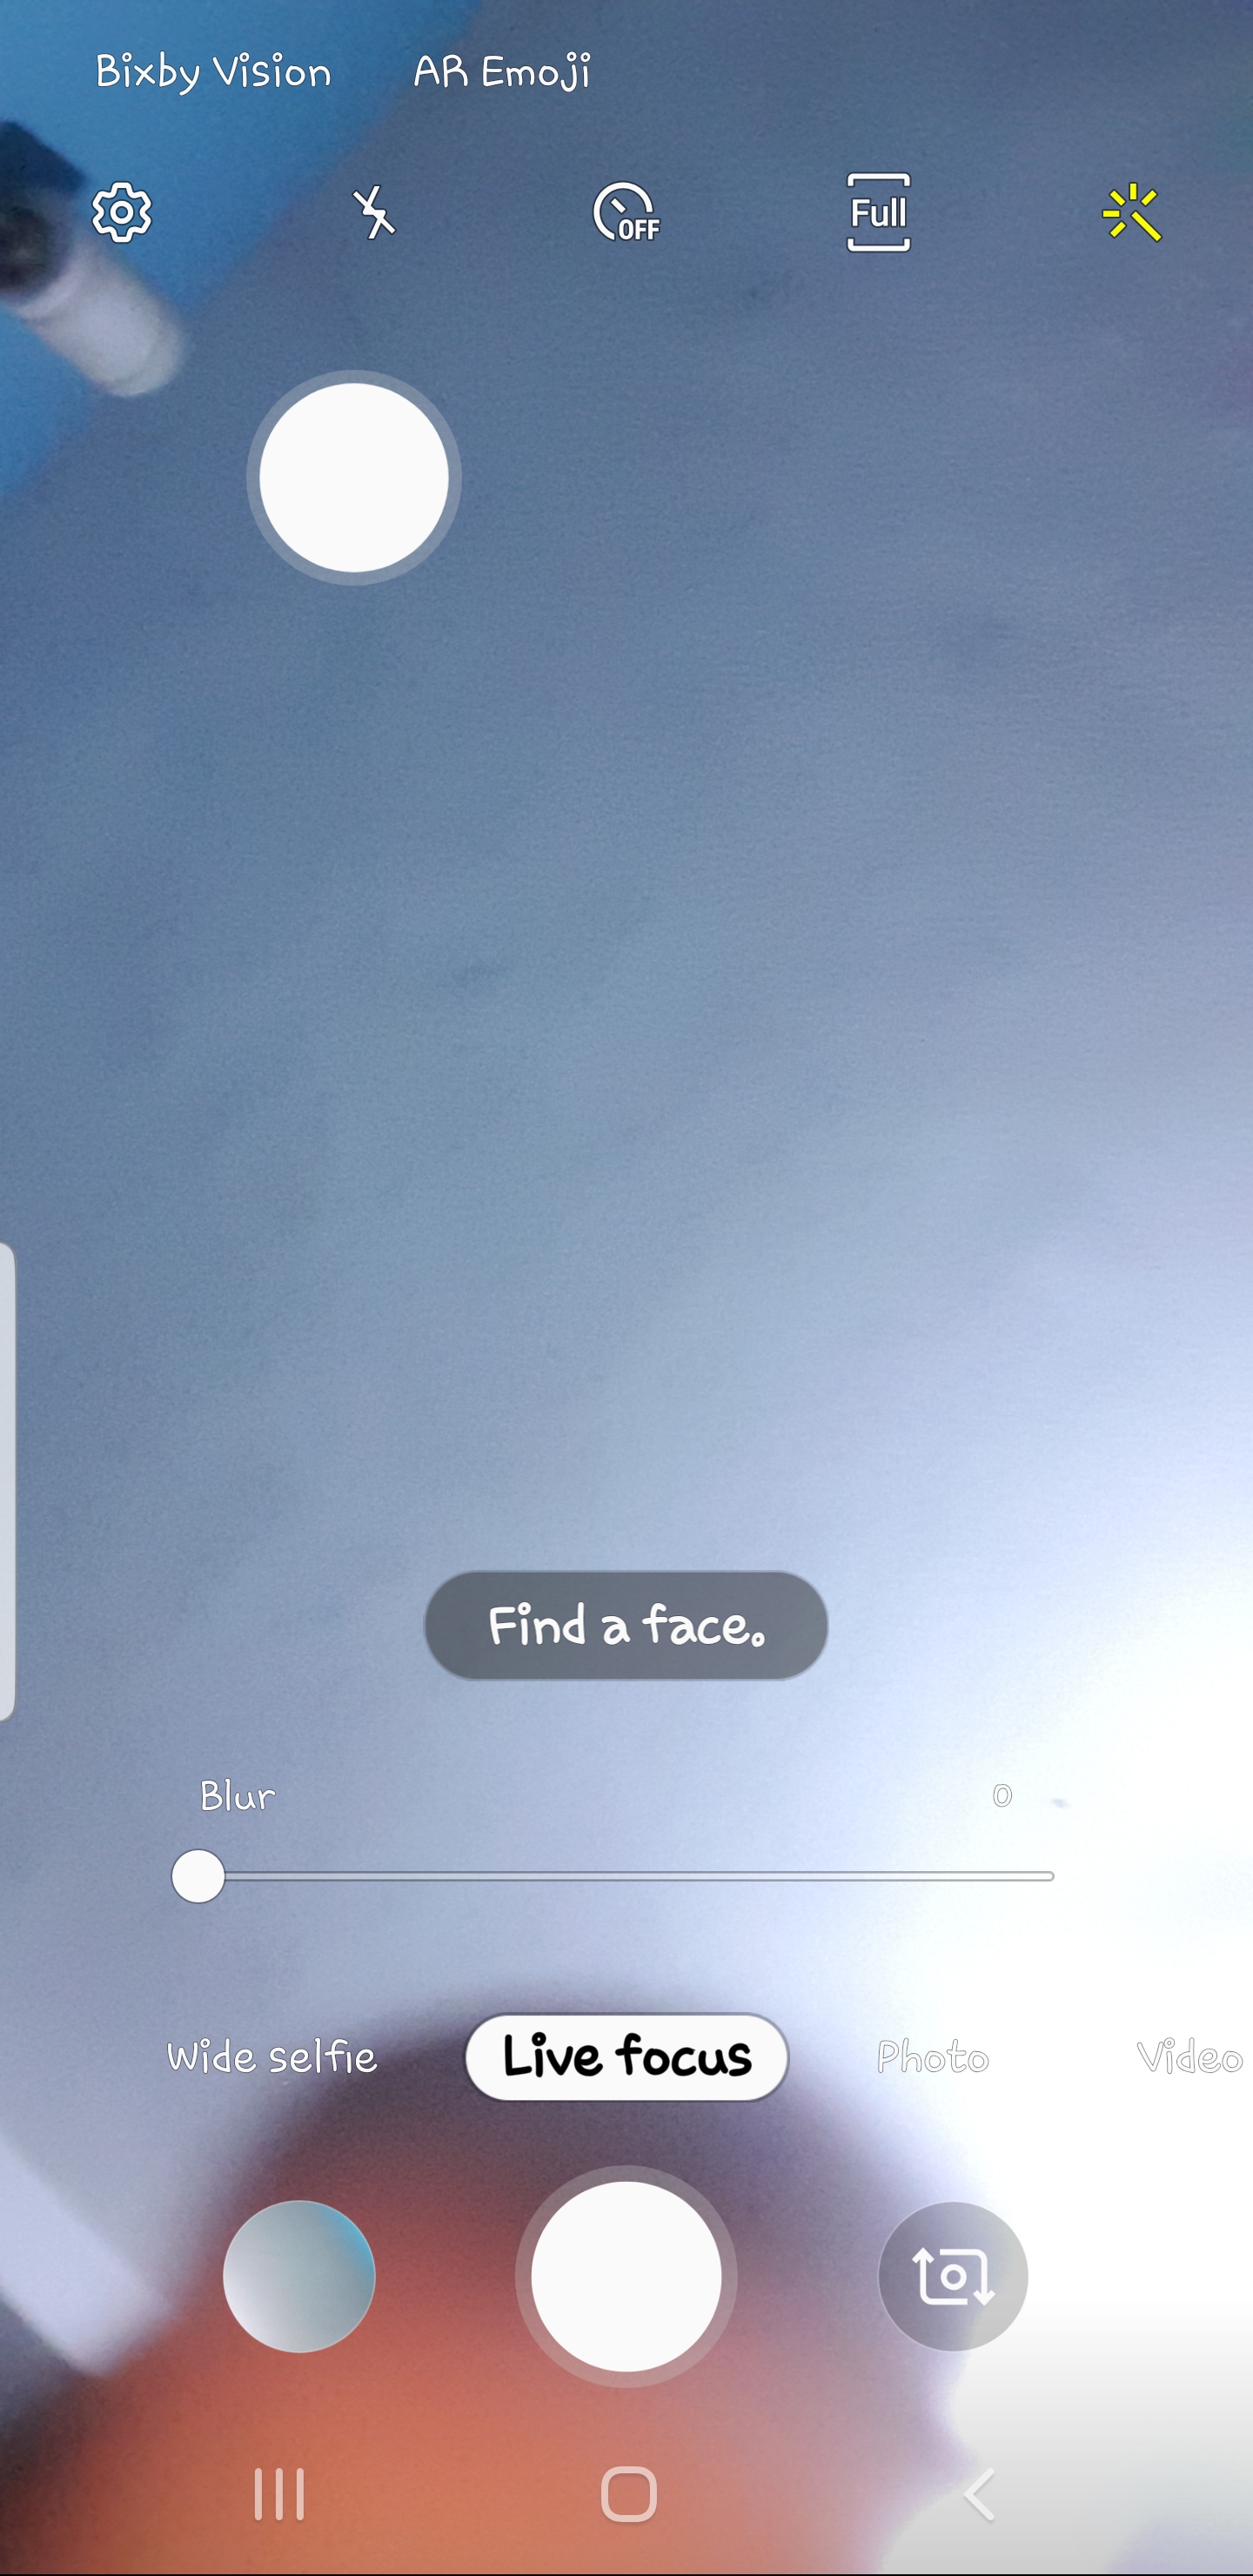 Bixby Vision AR Emoji
OFF Full
Find a face.
Blur 0
Wide selfie Live focus Photo Video